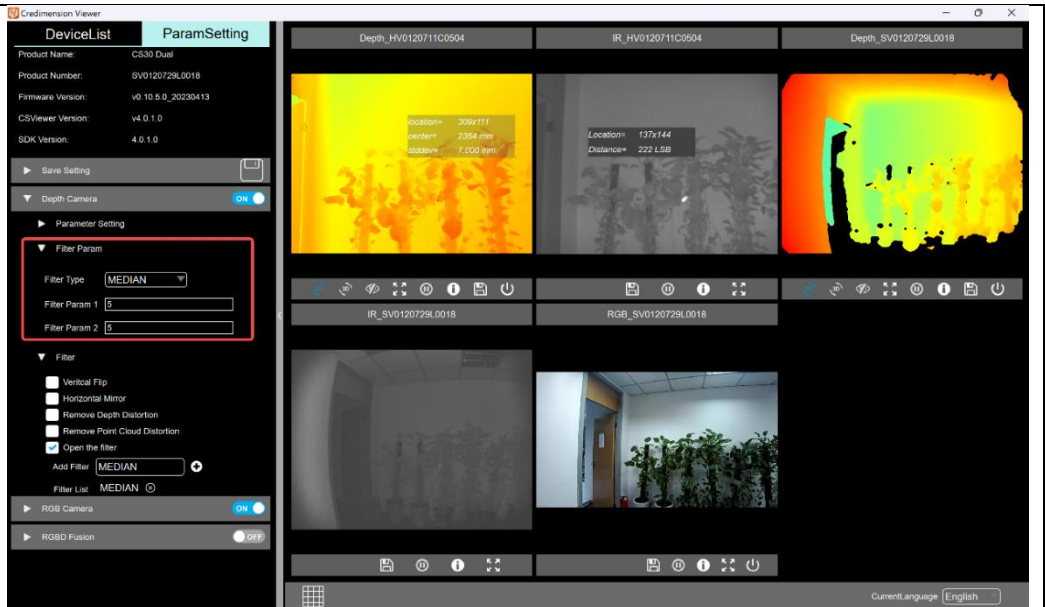 Credimension Viewer
DeviceList
ParamSetting
Product Name: CS30 Dual
Product Number: SV0120729L0018
Firmware Version: v0.10.5.0_20230413
CSViewer Version: v4.0.1.0
SDK Version: 4.0.1.0
Save Setting
Depth Camera ON
Parameter Setting
Filter Param
Filter Type MEDIAN
Filter Param 1 5
Filter Param 2 5
Filter
Veritcal Flip
Horizontal Mirror
Remove Depth Distortion
Remove Point Cloud Distortion
Open the filter
Add Filter MEDIAN
Filter List MEDIAN
RGB Camera ON
RGBD Fusion OFF
Depth_HV0120711C0504
location= 309x111
center= 2364 mm
stddev= 7.000 mm
3D
IR_HV0120711C0504
Location= 137x144
Distance= 222 LSB
Depth_SV0120729L0018
3D
IR_SV0120729L0018
RGB_SV0120729L0018
CurrentLanguage English